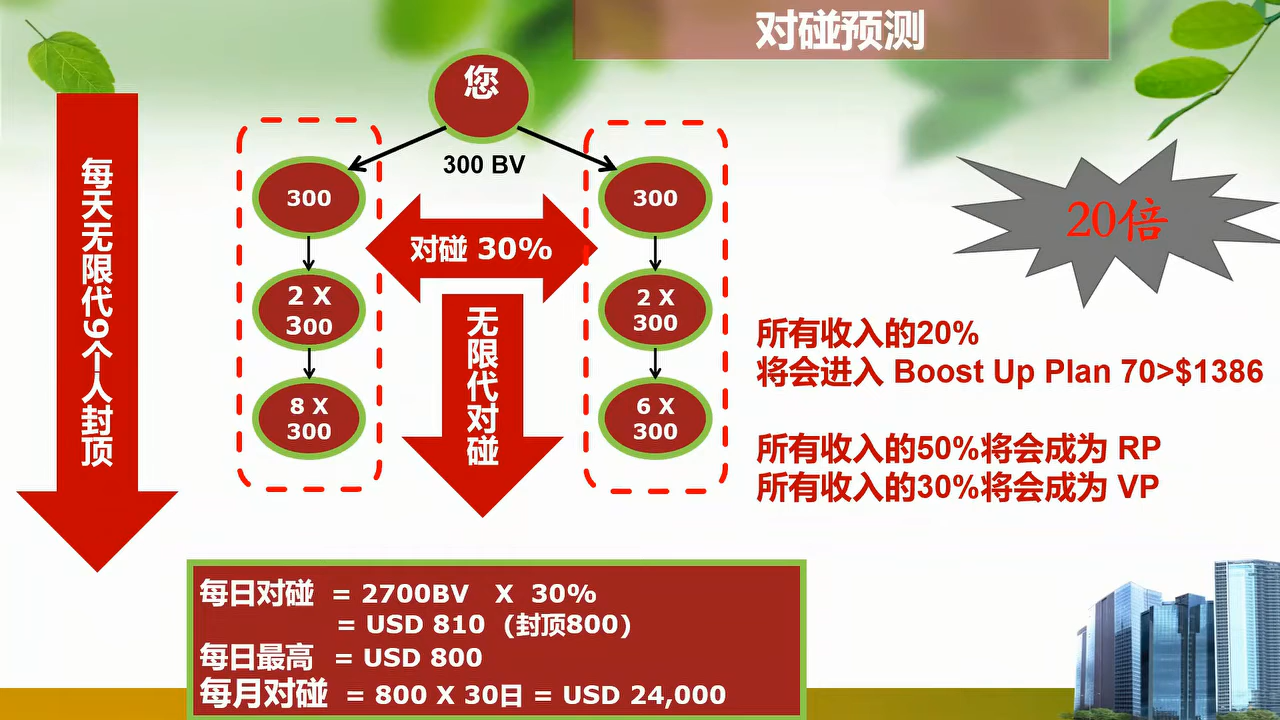 对碰预测
每天无限代9个人封顶
您
300 BV
300
300
对碰 30%
2 X
300
2 X
300
无限代对碰
8 X
300
6 X
300
20倍
所有收入的20%
将会进入 Boost Up Plan 70>$1386
所有收入的50%将会成为 RP
所有收入的30%将会成为 VP
每日对碰 = 2700BV X 30%
= USD 810 (封顶800)
每日最高 = USD 800
每月对碰 = 800 X 30日 = USD 24,000